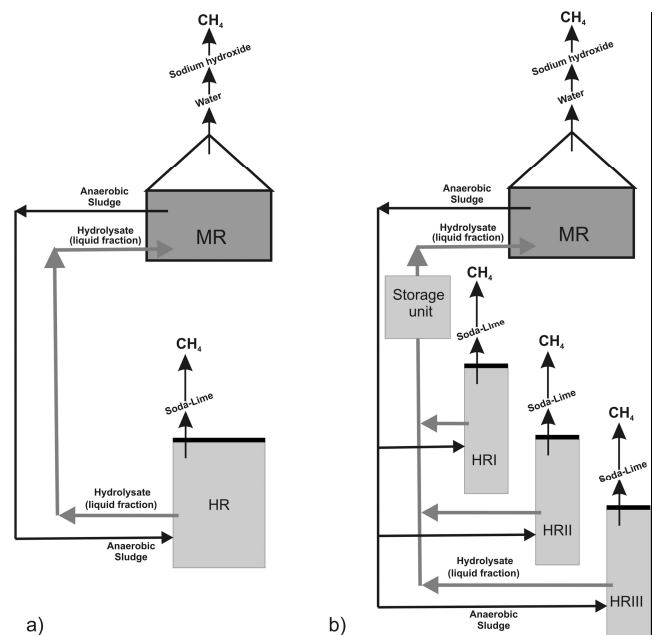 CH4
Sodium hydroxide
Water
Anaerobic
Sludge
MR
Hydrolysate
(liquid fraction)
CH4
Soda-Lime
HR
Hydrolysate
(liquid fraction)
Anaerobic
Sludge
a)
CH4
Sodium hydroxide
Water
Anaerobic
Sludge
MR
Hydrolysate
(liquid fraction)
Storage
unit
CH4
Soda-Lime
HRI
CH4
Soda-Lime
HRII
CH4
Soda-Lime
HRIII
Hydrolysate
(liquid fraction)
Anaerobic
Sludge
b)